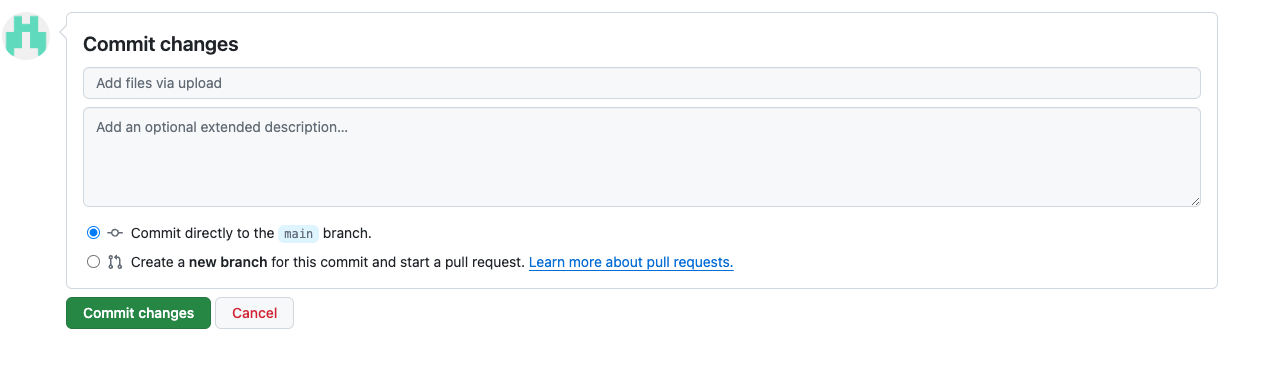 Commit changes
Add files via upload
Add an optional extended description...
Commit directly to the main branch.
Create a new branch for this commit and start a pull request. Learn more about pull requests.
Commit changes Cancel